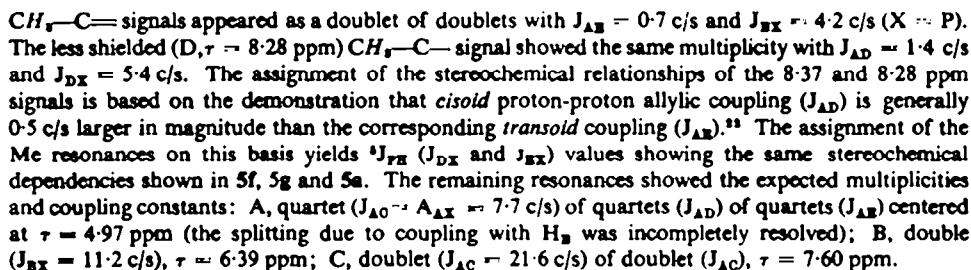 CH₃—C═ signals appeared as a doublet of doublets with J_AE = 0·7 c/s and J_EX = 4·2 c/s (X = P).
The less shielded (D, τ = 8·28 ppm) CH₃—C— signal showed the same multiplicity with J_AD = 1·4 c/s
and J_DX = 5·4 c/s. The assignment of the stereochemical relationships of the 8·37 and 8·28 ppm
signals is based on the demonstration that cisoid proton-proton allylic coupling (J_AD) is generally
0·5 c/s larger in magnitude than the corresponding transoid coupling (J_AE).²² The assignment of the
Me resonances on this basis yields ⁵J_PH (J_DX and J_EX) values showing the same stereochemical
dependencies shown in 5f, 5g and 5a. The remaining resonances showed the expected multiplicities
and coupling constants: A, quartet (J_AC = A_AX = 7·7 c/s) of quartets (J_AD) of quartets (J_AE) centered
at τ = 4·97 ppm (the splitting due to coupling with H_B was incompletely resolved); B, double
(J_BX = 11·2 c/s), τ = 6·39 ppm; C, doublet (J_AC = 21·6 c/s) of doublet (J_AC), τ = 7·60 ppm.